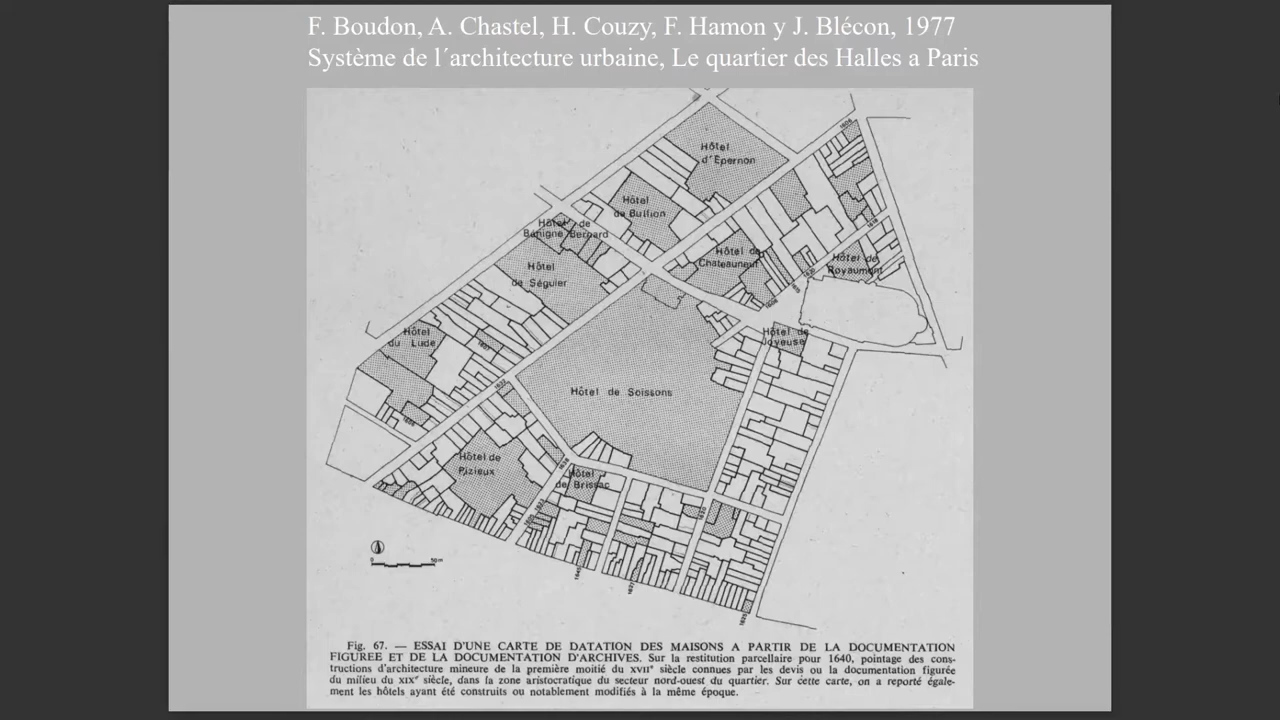 F. Boudon, A. Chastel, H. Couzy, F. Hamon y J. Blécon, 1977
Système de l´architecture urbaine, Le quartier des Halles a Paris
Hôtel
d'Epernon
Hôtel
de Bullion
Hôtel de
Bénigne Bernard
Hôtel
de Séguier
Hôtel de
Chateauneuf
Hôtel de
Royaumont
Hôtel
du Lude
Hôtel de
Joyeuse
Hôtel de Soissons
Hôtel de
Pizieux
Hôtel
de Brissac
0 50m
Fig. 67. — ESSAI D'UNE CARTE DE DATATION DES MAISONS A PARTIR DE LA DOCUMENTATION
FIGUREE ET DE LA DOCUMENTATION D'ARCHIVES. Sur la restitution parcellaire pour 1640, pointage des cons-
tructions d'architecture mineure de la première moitié du XVIIe siècle connues par les devis ou la documentation figurée
du milieu du XIXe siècle, dans la zone aristocratique du secteur nord-ouest du quartier. Sur cette carte, on a reporté égale-
ment les hôtels ayant été construits ou notablement modifiés à la même époque.